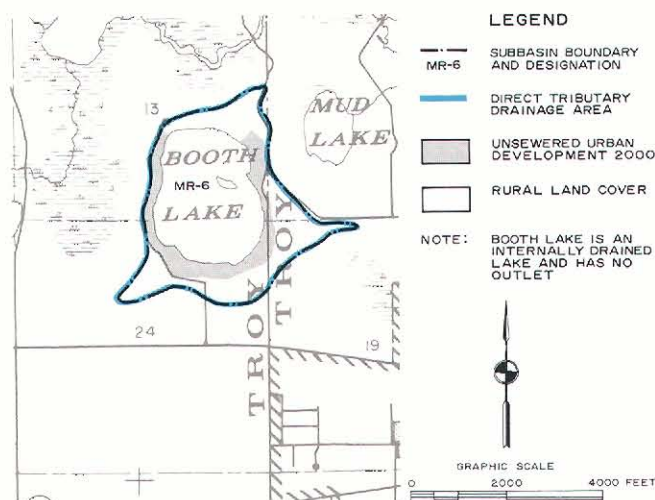 13
BOOTH
MR-6
LAKE
MUD
LAKE
TROY
TROY
24
19
LEGEND
MR-6
SUBBASIN BOUNDARY
AND DESIGNATION
DIRECT TRIBUTARY
DRAINAGE AREA
UNSEWERED URBAN
DEVELOPMENT 2000
RURAL LAND COVER
NOTE: BOOTH LAKE IS AN
INTERNALLY DRAINED
LAKE AND HAS NO
OUTLET
GRAPHIC SCALE
0 2000 4000 FEET